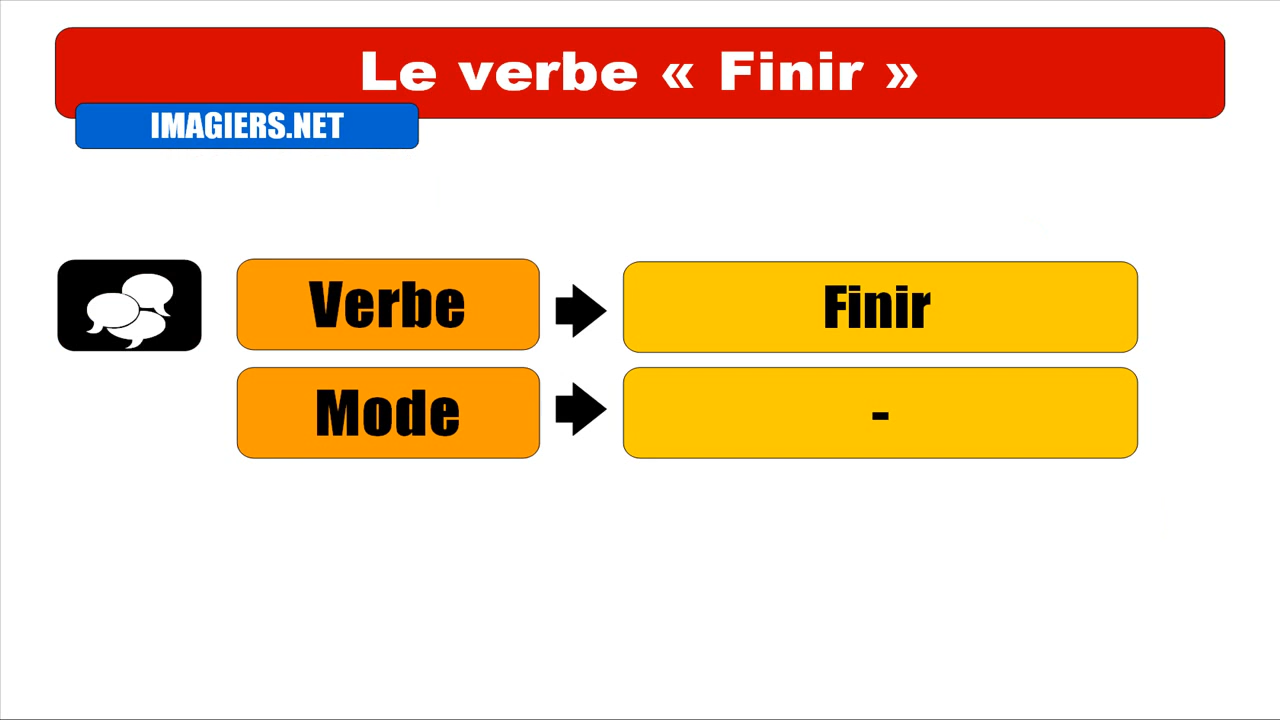 Le verbe « Finir »
IMAGIERS.NET
Verbe
Finir
Mode
-